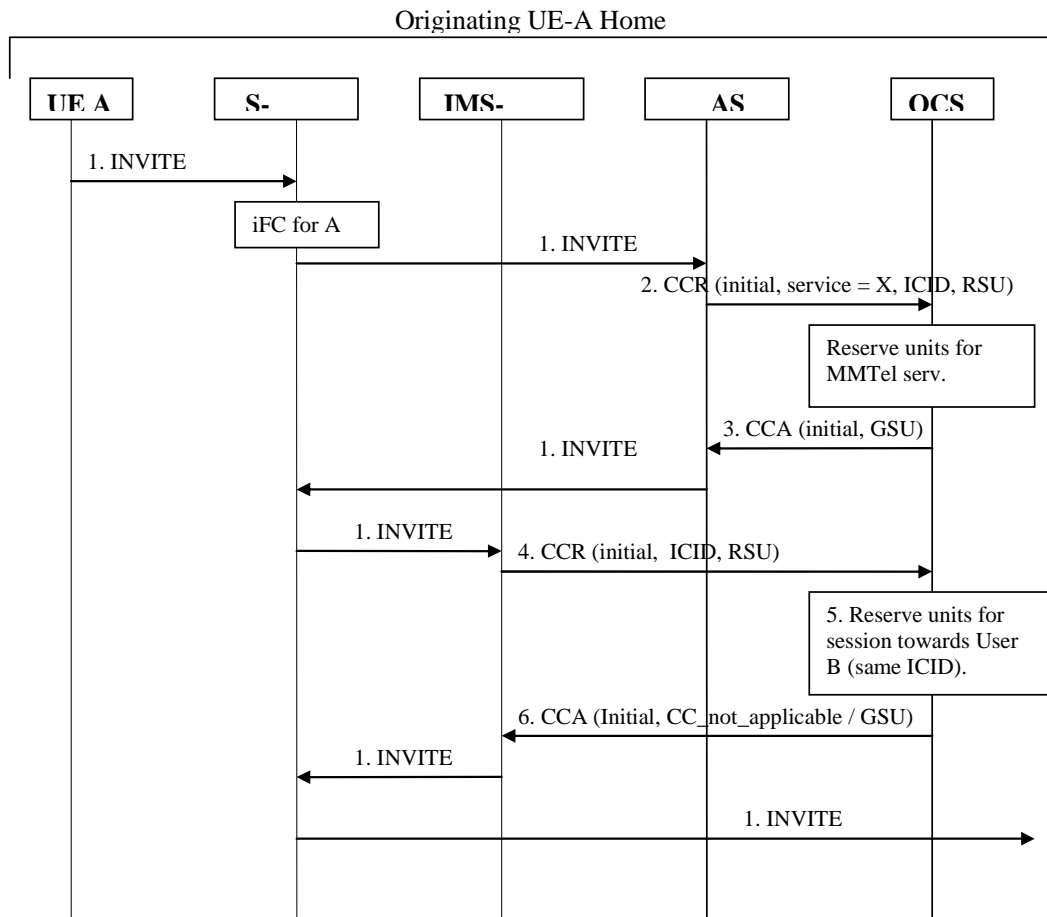 Originating UE-A Home
UE A
S-
IMS-
AS
OCS
1. INVITE
iFC for A
1. INVITE
2. CCR (initial, service = X, ICID, RSU)
Reserve units for
MMTel serv.
3. CCA (initial, GSU)
1. INVITE
1. INVITE
4. CCR (initial, ICID, RSU)
5. Reserve units for
session towards User
B (same ICID).
6. CCA (Initial, CC_not_applicable / GSU)
1. INVITE
1. INVITE